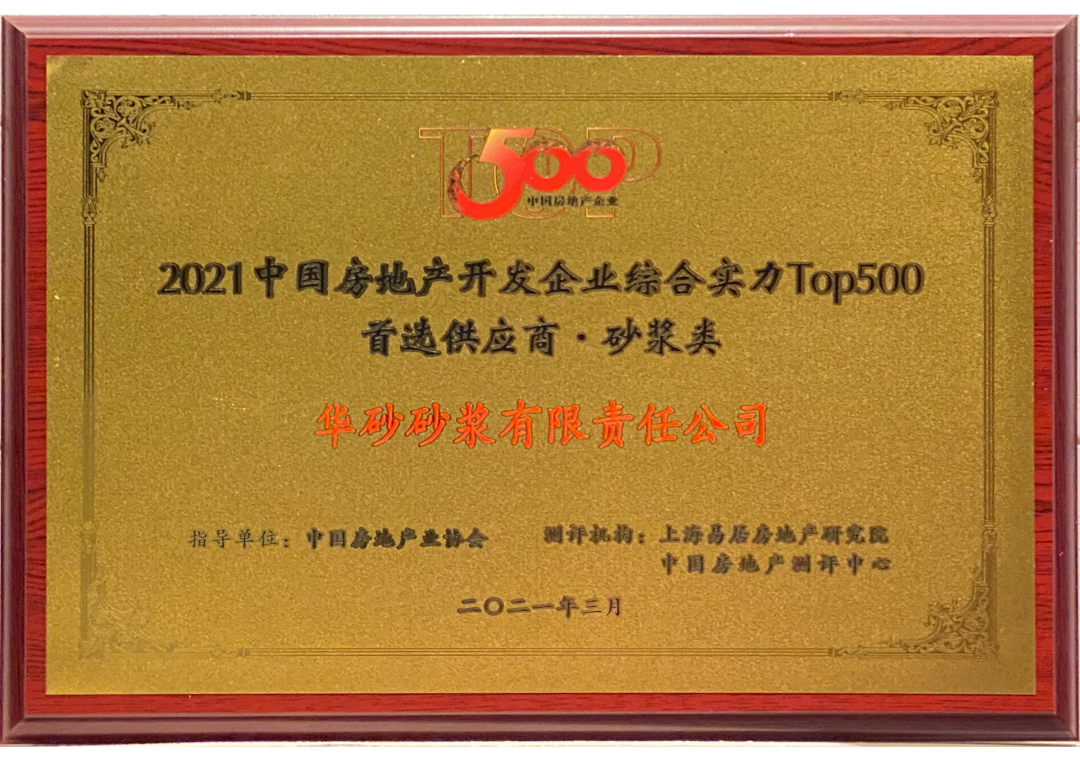 TOP
500
中国房地产企业
2021中国房地产开发企业综合实力Top500
首选供应商·砂浆类
华砂砂浆有限责任公司
指导单位：中国房地产业协会
测评机构：上海易居房地产研究院
中国房地产测评中心
二〇二一年三月